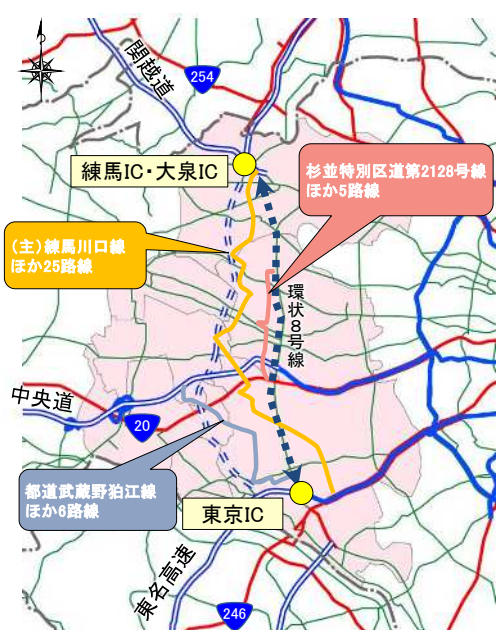 関越道
254
練馬IC・大泉IC
杉並特別区道第2128号線
ほか5路線
(主)練馬川口線
ほか25路線
環状8号線
中央道
20
都道武蔵野狛江線
ほか6路線
東京IC
東名高速
246